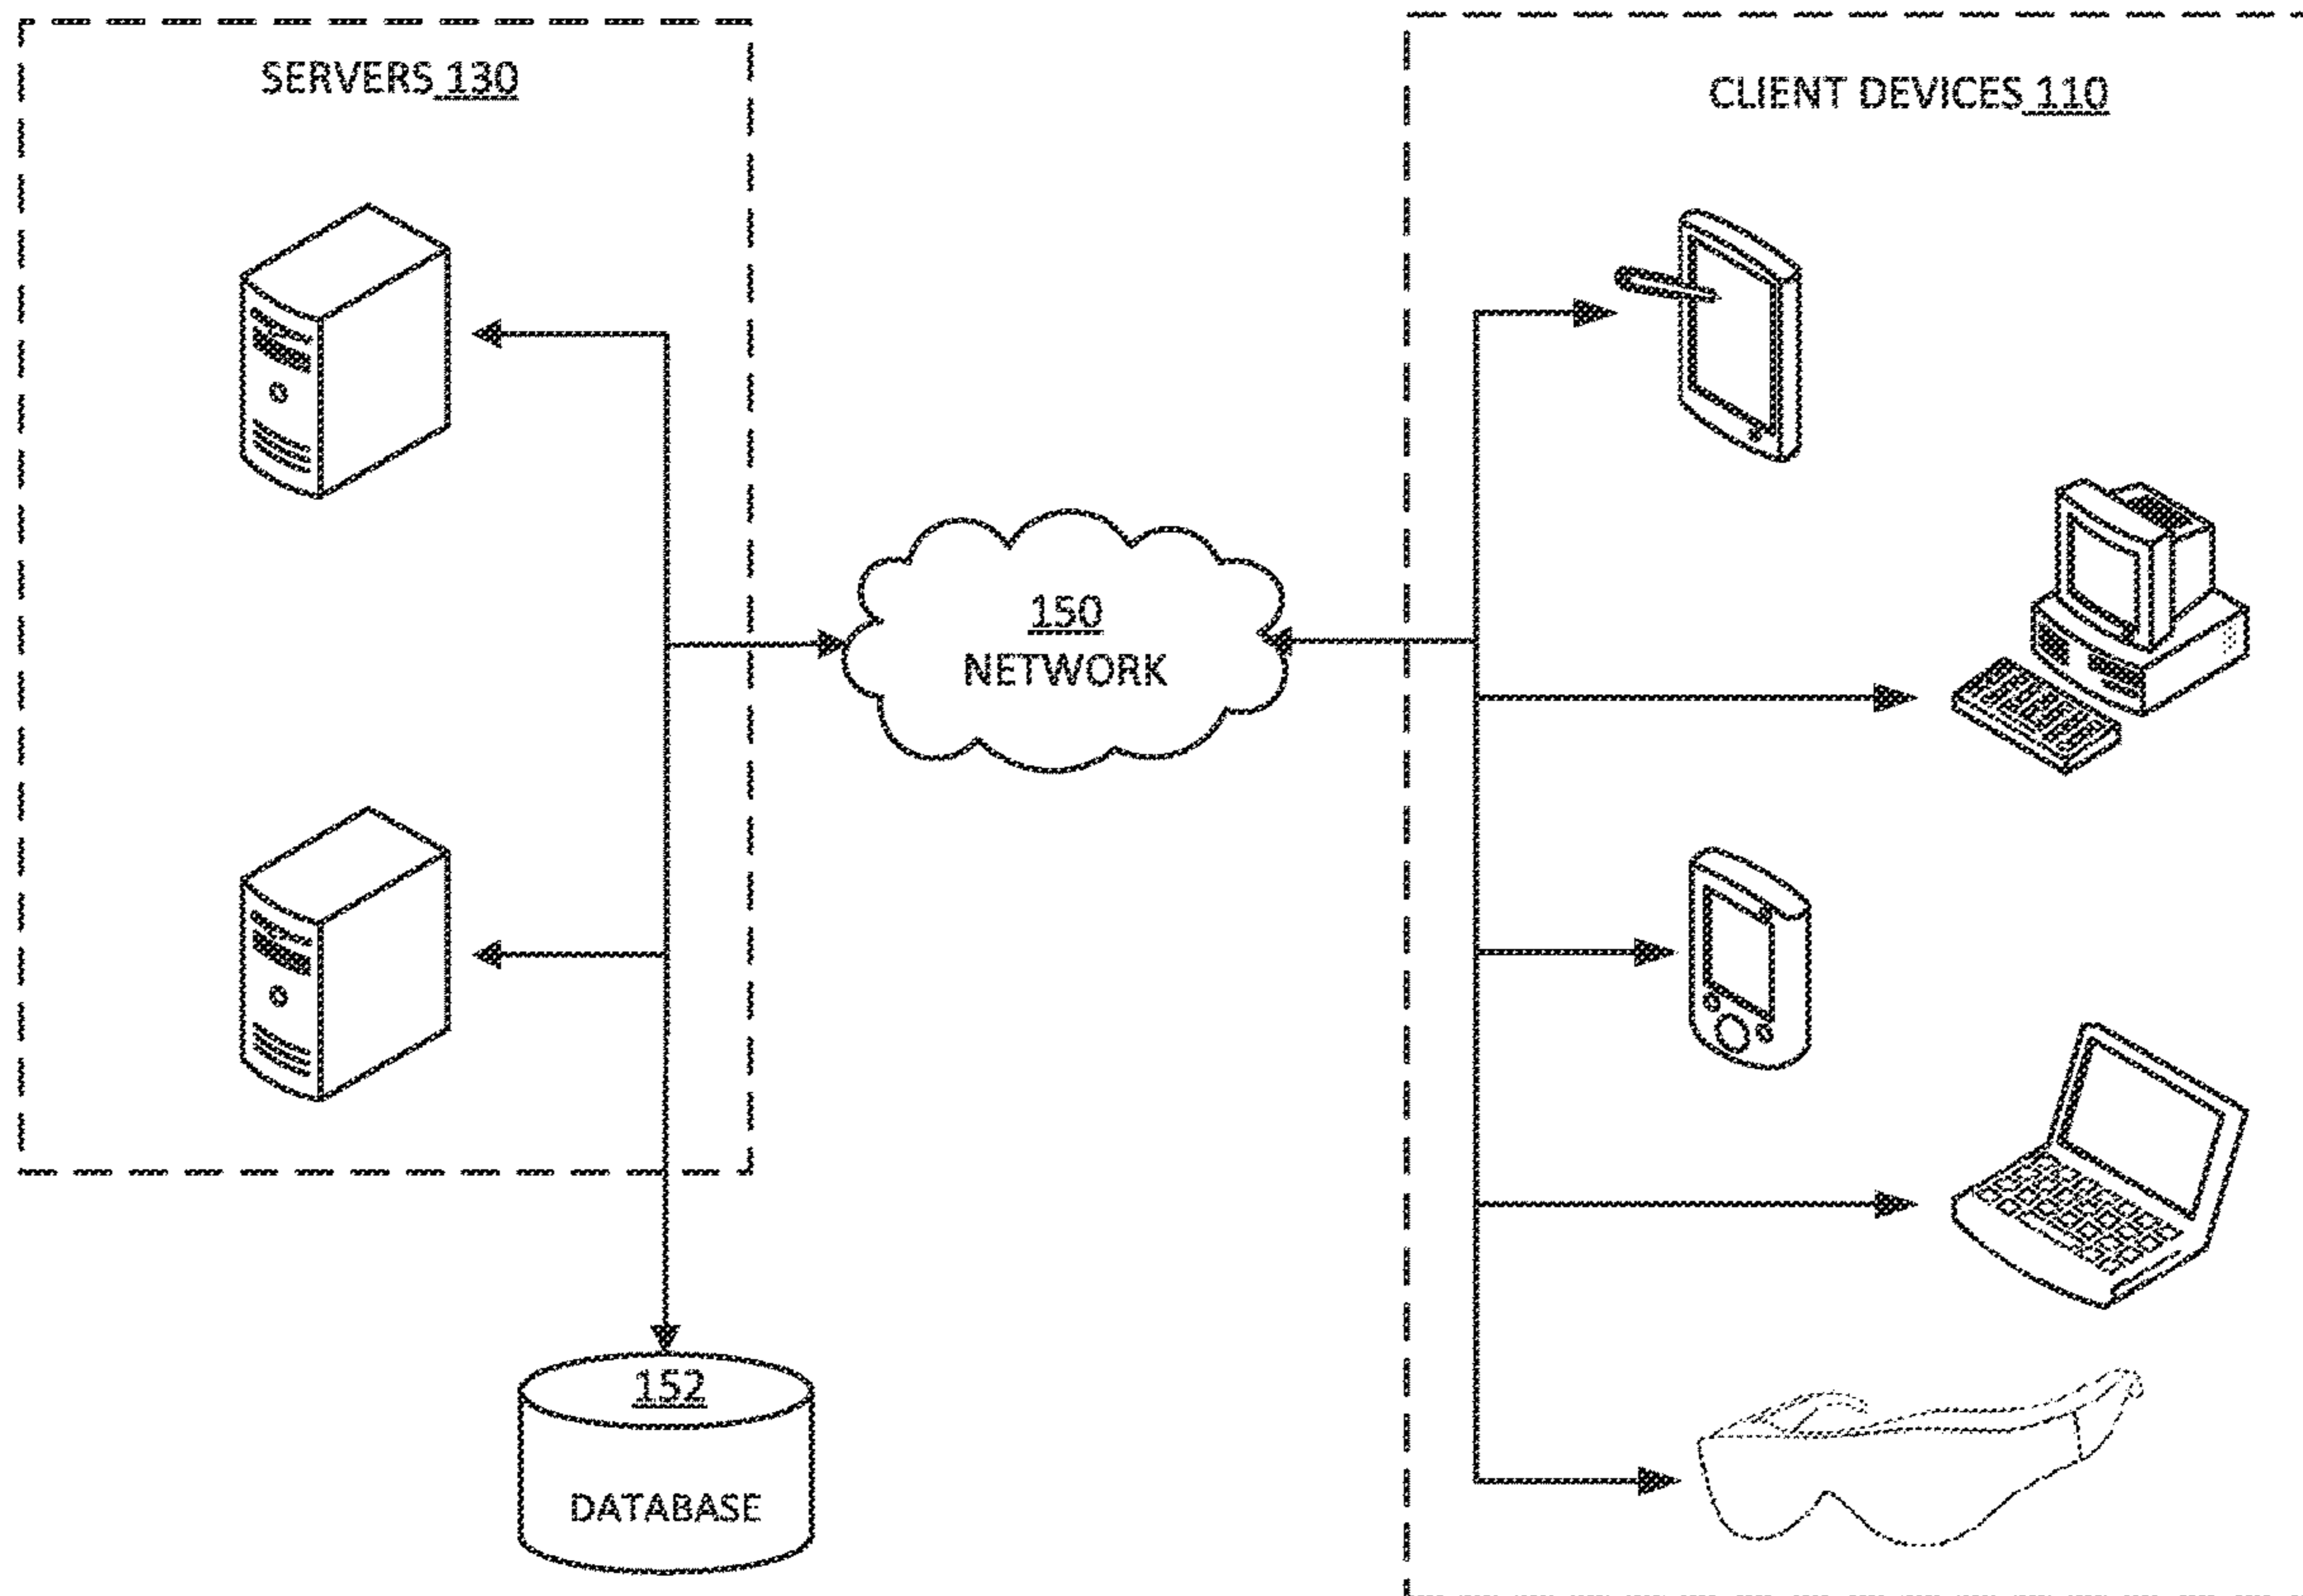 SERVERS 130
CLIENT DEVICES 110
150
NETWORK
152
DATABASE